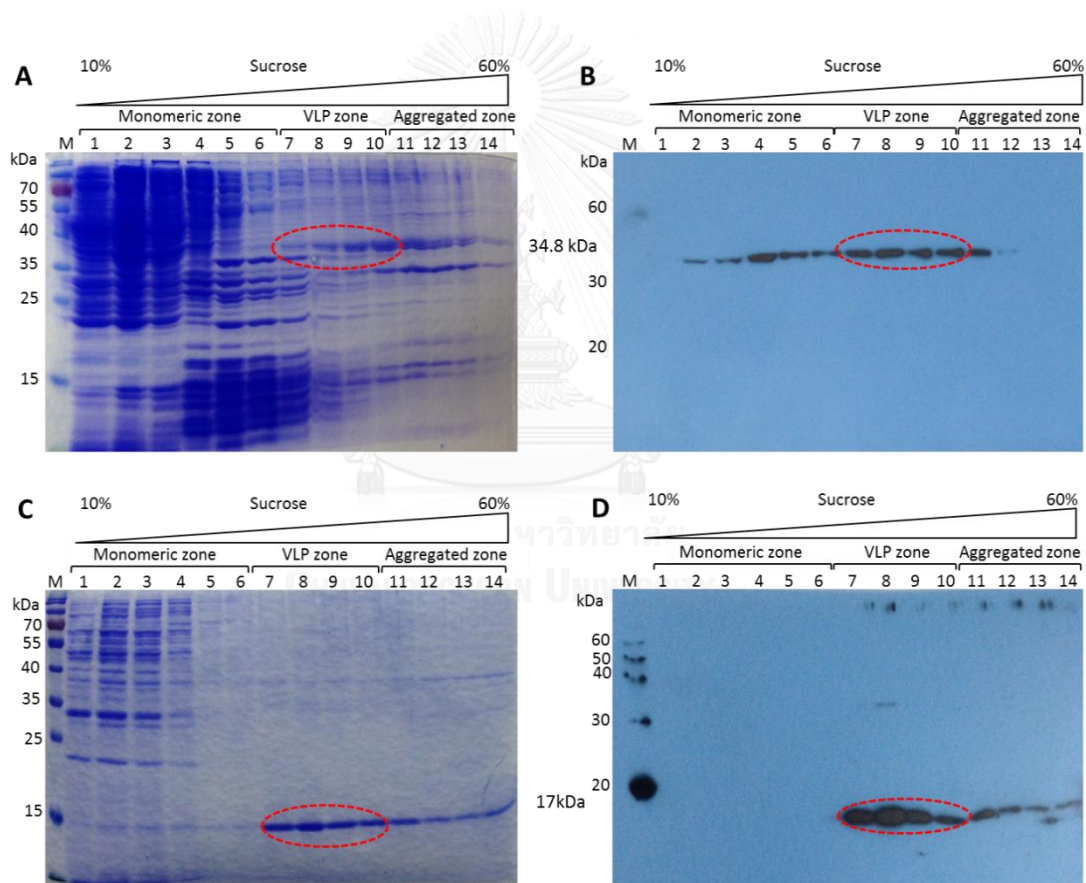 A
10% Sucrose 60%
Monomeric zone VLP zone Aggregated zone
M 1 2 3 4 5 6 7 8 9 10 11 12 13 14
kDa
70
55
40
35
25
15
B
10% Sucrose 60%
Monomeric zone VLP zone Aggregated zone
M 1 2 3 4 5 6 7 8 9 10 11 12 13 14
kDa
60
34.8 kDa
30
20
C
10% Sucrose 60%
Monomeric zone VLP zone Aggregated zone
M 1 2 3 4 5 6 7 8 9 10 11 12 13 14
kDa
70
55
40
35
25
15
D
10% Sucrose 60%
Monomeric zone VLP zone Aggregated zone
M 1 2 3 4 5 6 7 8 9 10 11 12 13 14
kDa
60
50
40
30
20
17kDa